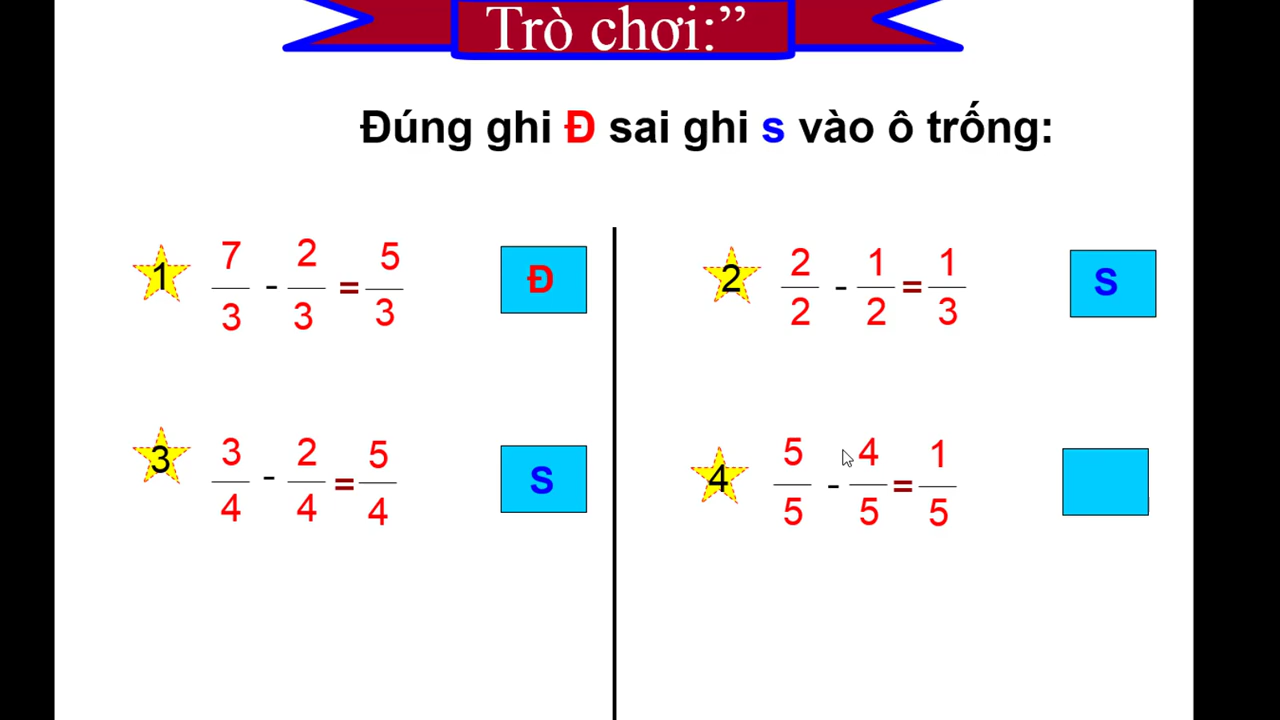 Trò chơi:”
Đúng ghi Đ sai ghi s vào ô trống:
1 7/3 - 2/3 = 5/3 Đ
2 2/2 - 1/2 = 1/3 S
3 3/4 - 2/4 = 5/4 S
4 5/5 - 4/5 = 1/5